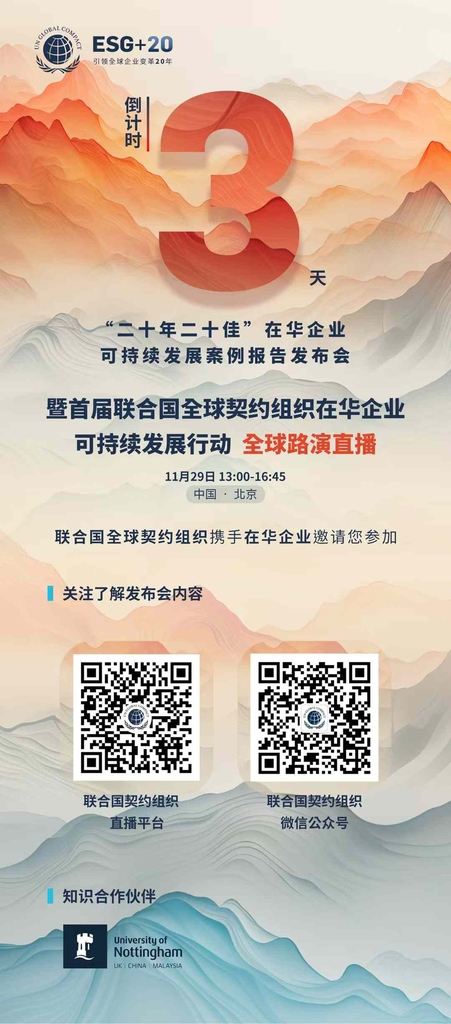 UN GLOBAL COMPACT
ESG+20
引领全球企业变革20年
倒计时
3
天
“二十年二十佳”在华企业
可持续发展案例报告发布会
暨首届联合国全球契约组织在华企业
可持续发展行动 全球路演直播
11月29日 13:00-16:45
中国 · 北京
联合国全球契约组织携手在华企业邀请您参加
关注了解发布会内容
联合国契约组织
直播平台
联合国契约组织
微信公众号
知识合作伙伴
University of
Nottingham
UK | CHINA | MALAYSIA